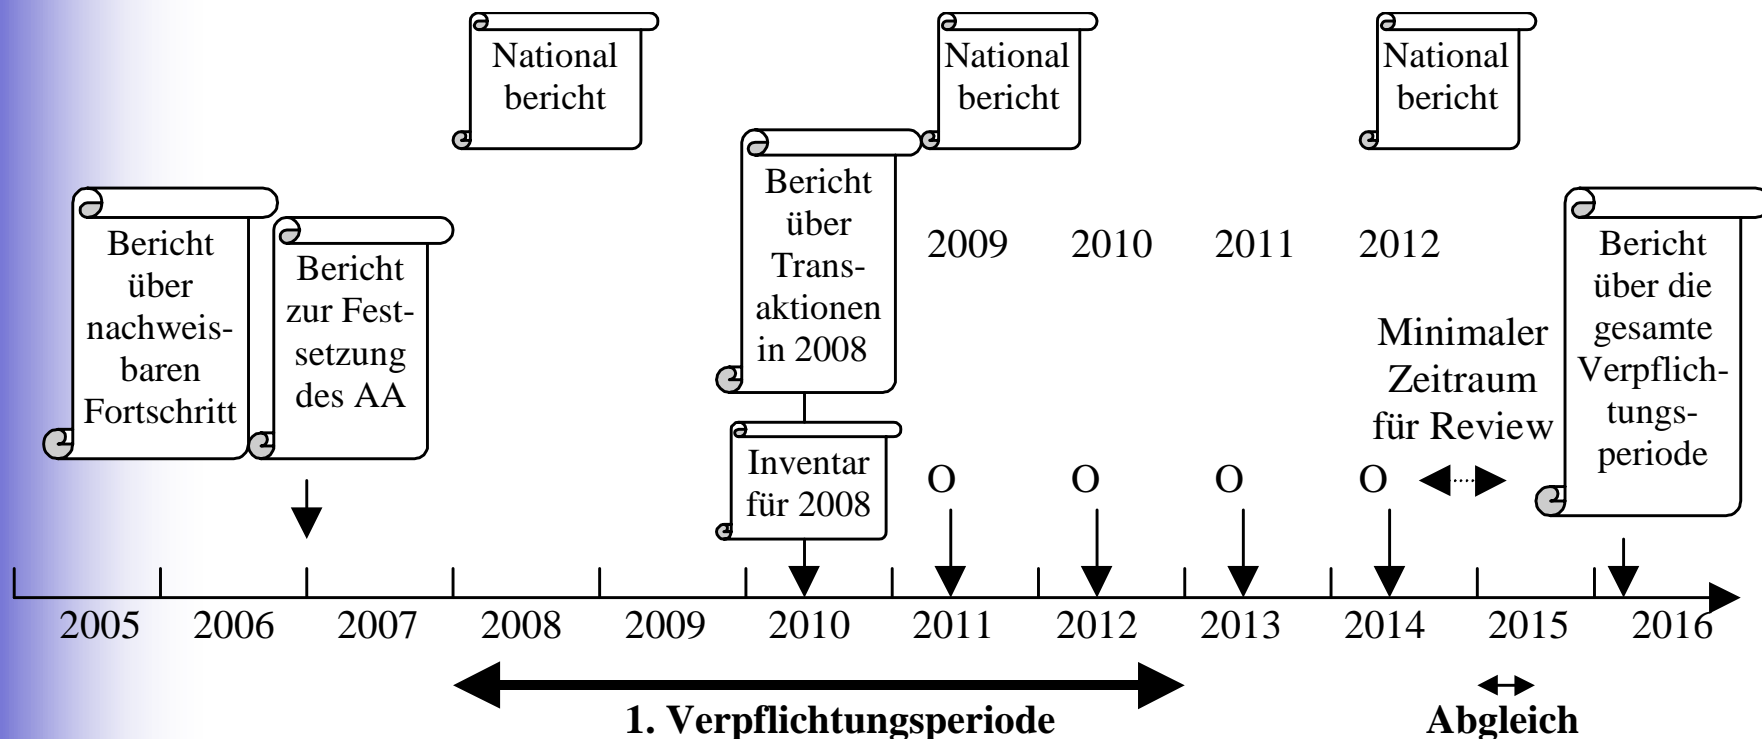 National
bericht
National
bericht
National
bericht
Bericht
über
nachweis-
baren
Fortschritt
Bericht
zur Fest-
setzung
des AA
Bericht
über
Trans-
aktionen
in 2008
2009 2010 2011 2012
Minimaler
Zeitraum
für Review
Bericht
über die
gesamte
Verpflich-
tungs-
periode
Inventar
für 2008
O O O O
2005 2006 2007 2008 2009 2010 2011 2012 2013 2014 2015 2016
1. Verpflichtungsperiode
Abgleich